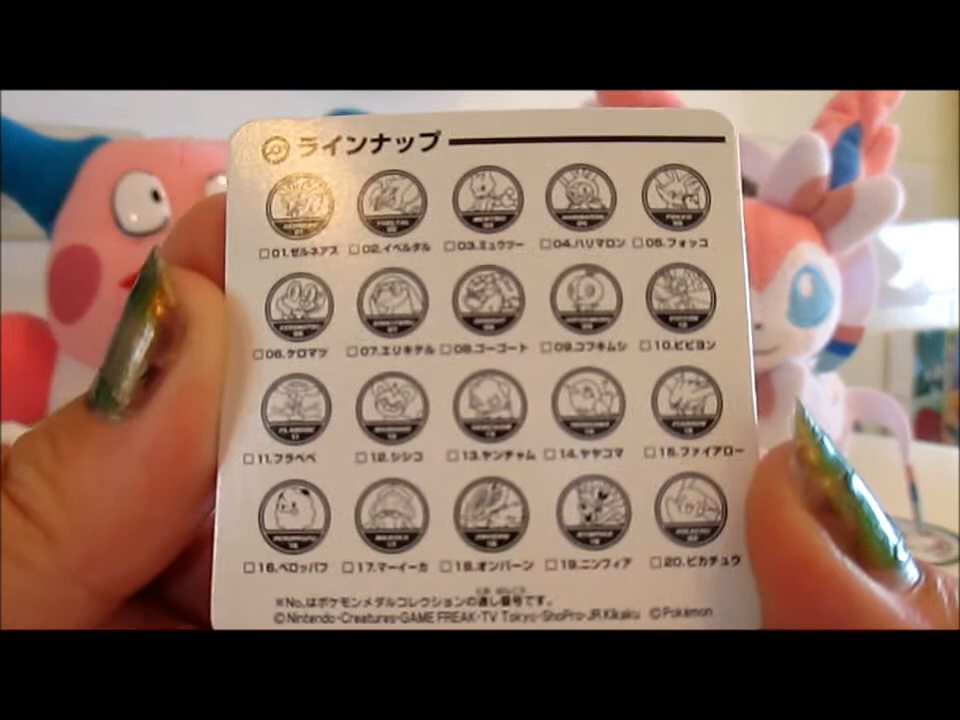 ラインナップ
□01.ゼルネアス □02.イベルタル □03.ミュウツー □04.ハリマロン □05.フォッコ
□06.ケロマツ □07.エリキテル □08.ゴーゴート □09.コフキムシ □10.ビビヨン
□11.フラベベ □12.シシコ □13.ヤンチャム □14.ヤヤコマ □15.ファイアロー
□16.ペロッパフ □17.マーイーカ □18.オンバーン □19.ニンフィア □20.ピカチュウ
※No.はポケモンメダルコレクションの通し番号です。
©Nintendo・Creatures・GAME FREAK・TV Tokyo・ShoPro・JR Kikaku ©Pokémon